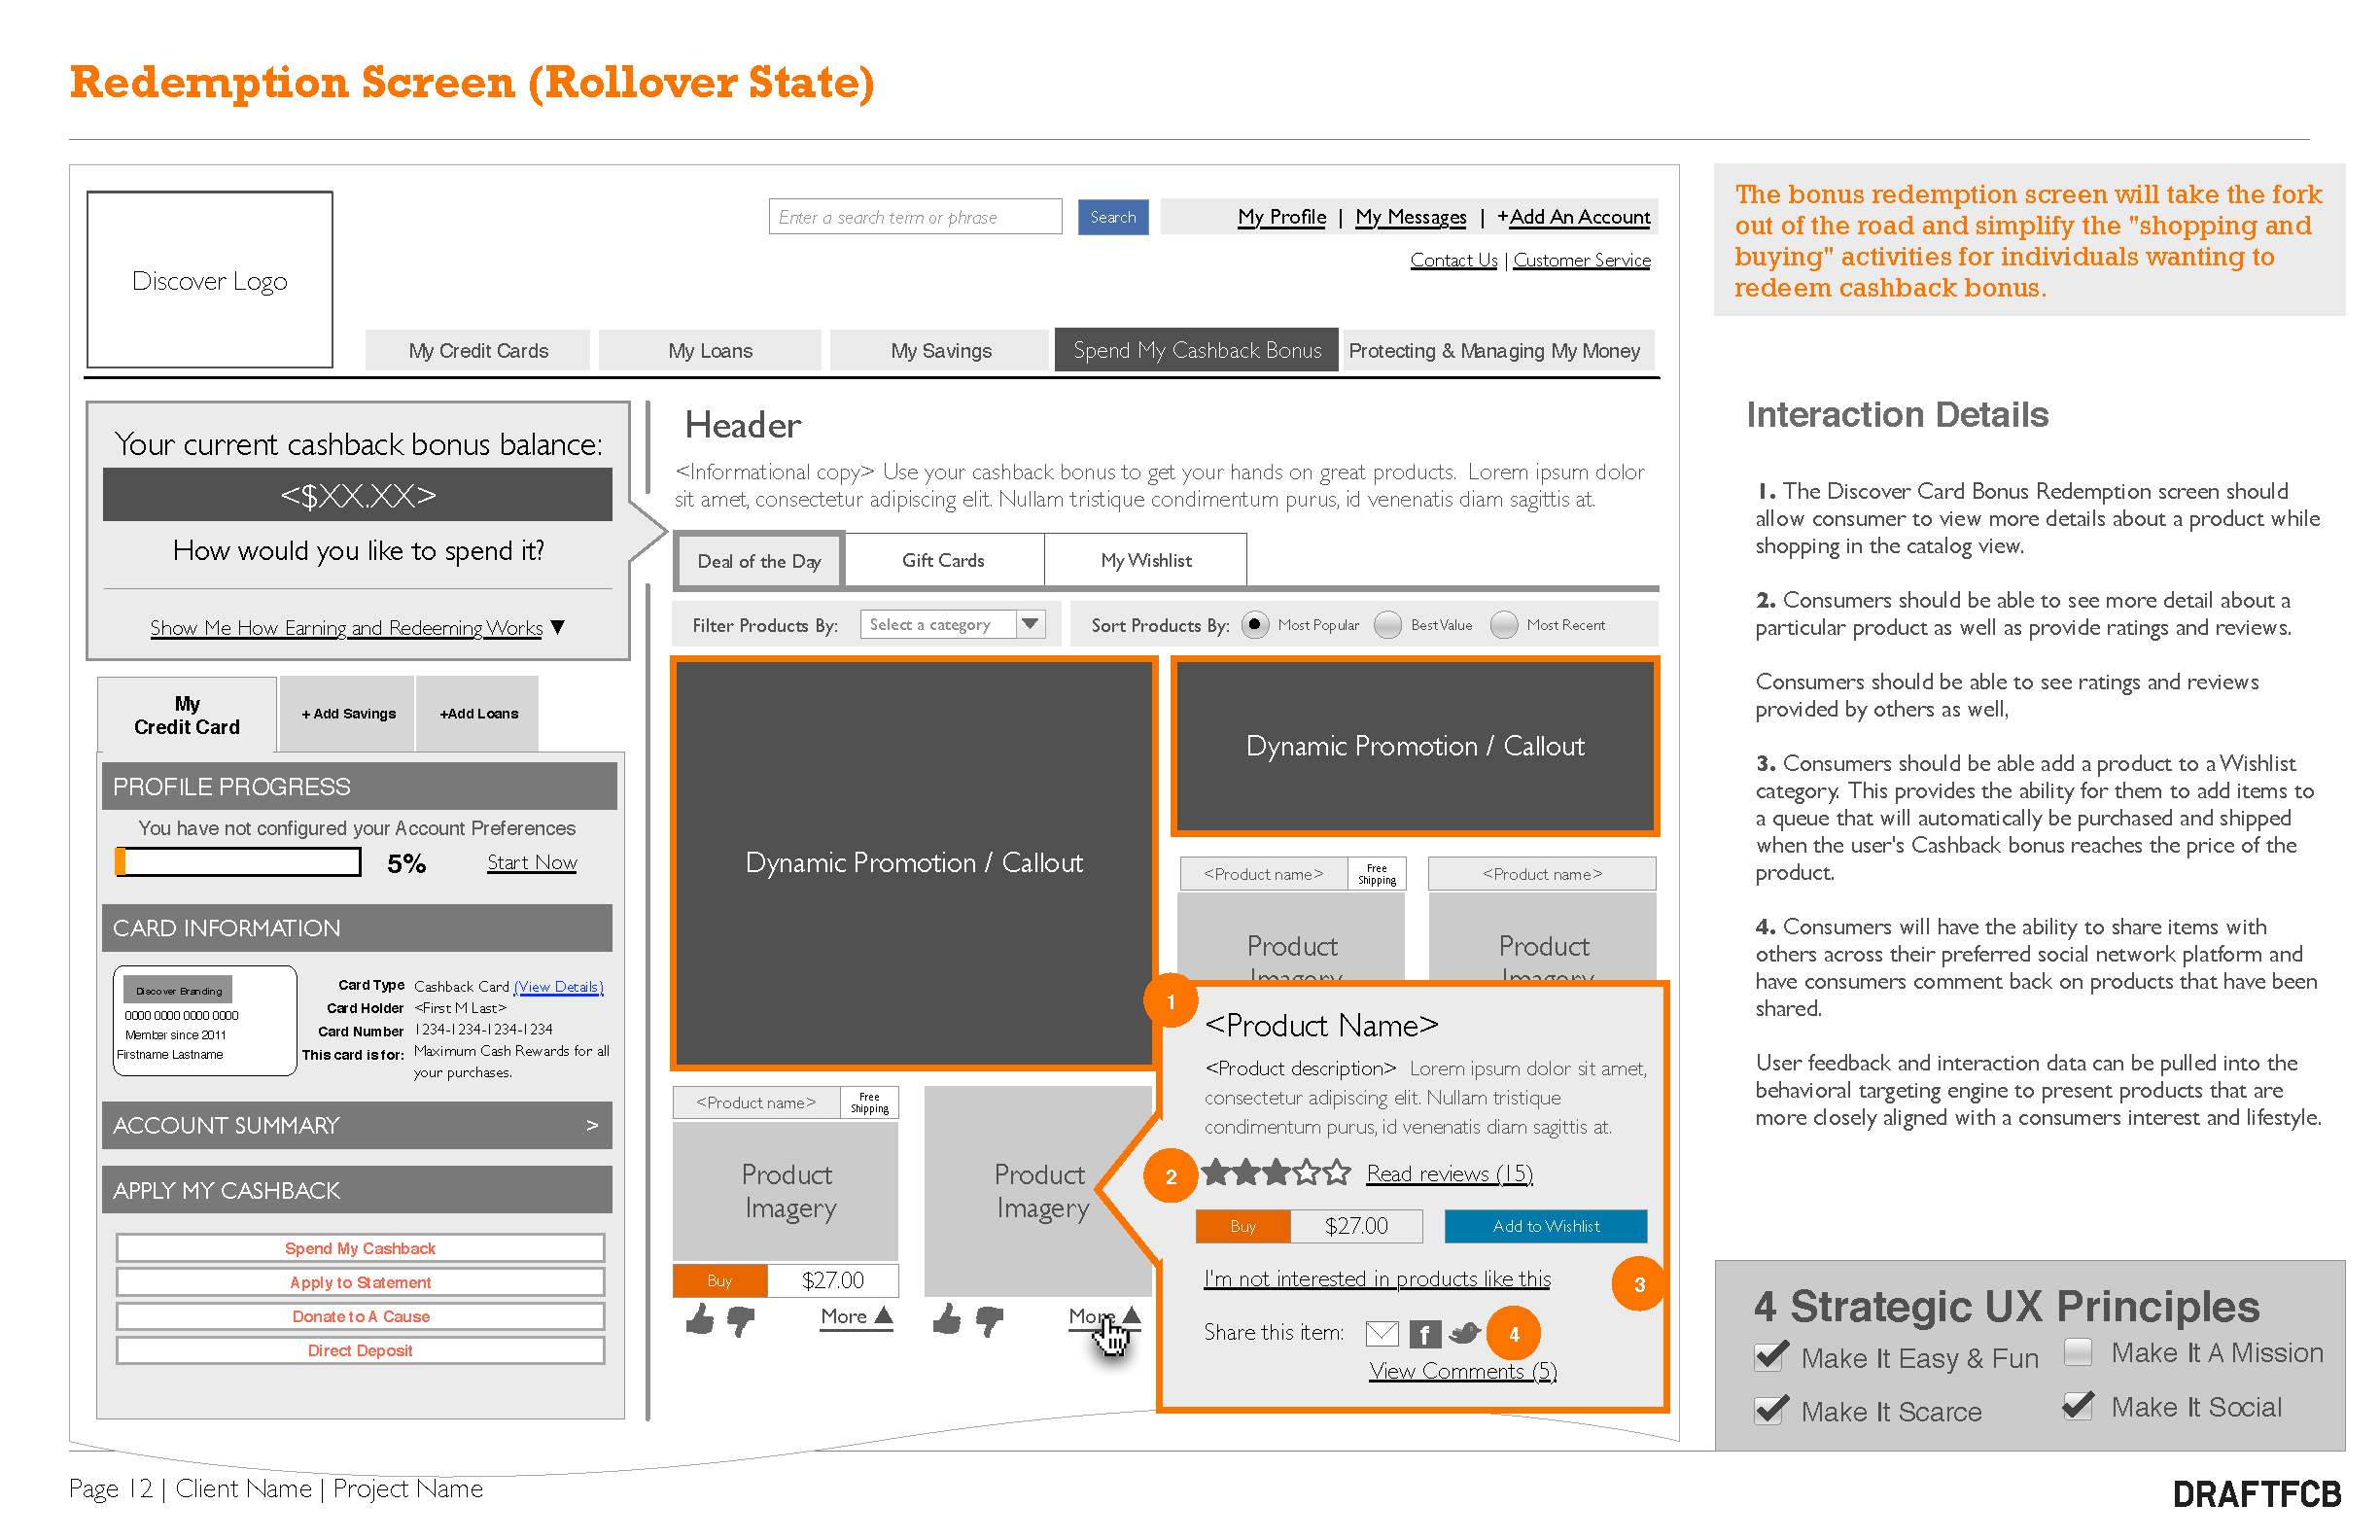 Redemption Screen (Rollover State)
Discover Logo
Enter a search term or phrase
Search
My Profile | My Messages | +Add An Account
Contact Us | Customer Service
My Credit Cards
My Loans
My Savings
Spend My Cashback Bonus
Protecting & Managing My Money
Your current cashback bonus balance:
<$XX.XX>
How would you like to spend it?
Show Me How Earning and Redeeming Works ▼
My
Credit Card
+ Add Savings
+Add Loans
PROFILE PROGRESS
You have not configured your Account Preferences
5%
Start Now
CARD INFORMATION
Discover Branding
0000 0000 0000 0000
Member since 2011
Firstname Lastname
Card Type Cashback Card (View Details)
Card Holder <First M Last>
Card Number 1234-1234-1234-1234
This card is for: Maximum Cash Rewards for all
your purchases.
ACCOUNT SUMMARY >
APPLY MY CASHBACK
Spend My Cashback
Apply to Statement
Donate to A Cause
Direct Deposit
Header
<Informational copy> Use your cashback bonus to get your hands on great products. Lorem ipsum dolor
sit amet, consectetur adipiscing elit. Nullam tristique condimentum purus, id venenatis diam sagittis at.
Deal of the Day
Gift Cards
My Wishlist
Filter Products By:
Select a category
Sort Products By:
Most Popular
Best Value
Most Recent
Dynamic Promotion / Callout
Dynamic Promotion / Callout
<Product name>
Free
Shipping
<Product name>
Product
Imagery
Product
Imagery
<Product name>
Free
Shipping
Product
Imagery
Buy
$27.00
More ▲
Product
Imagery
More ▲
1
<Product Name>
<Product description> Lorem ipsum dolor sit amet,
consectetur adipiscing elit. Nullam tristique
condimentum purus, id venenatis diam sagittis at.
2
Read reviews (15)
Buy
$27.00
Add to Wishlist
I'm not interested in products like this
3
Share this item:
f
4
View Comments (5)
The bonus redemption screen will take the fork
out of the road and simplify the "shopping and
buying" activities for individuals wanting to
redeem cashback bonus.
Interaction Details
1. The Discover Card Bonus Redemption screen should
allow consumer to view more details about a product while
shopping in the catalog view.
2. Consumers should be able to see more detail about a
particular product as well as provide ratings and reviews.
Consumers should be able to see ratings and reviews
provided by others as well,
3. Consumers should be able add a product to a Wishlist
category. This provides the ability for them to add items to
a queue that will automatically be purchased and shipped
when the user's Cashback bonus reaches the price of the
product.
4. Consumers will have the ability to share items with
others across their preferred social network platform and
have consumers comment back on products that have been
shared.
User feedback and interaction data can be pulled into the
behavioral targeting engine to present products that are
more closely aligned with a consumers interest and lifestyle.
4 Strategic UX Principles
Make It Easy & Fun
Make It A Mission
Make It Scarce
Make It Social
Page 12 | Client Name | Project Name
DRAFTFCB